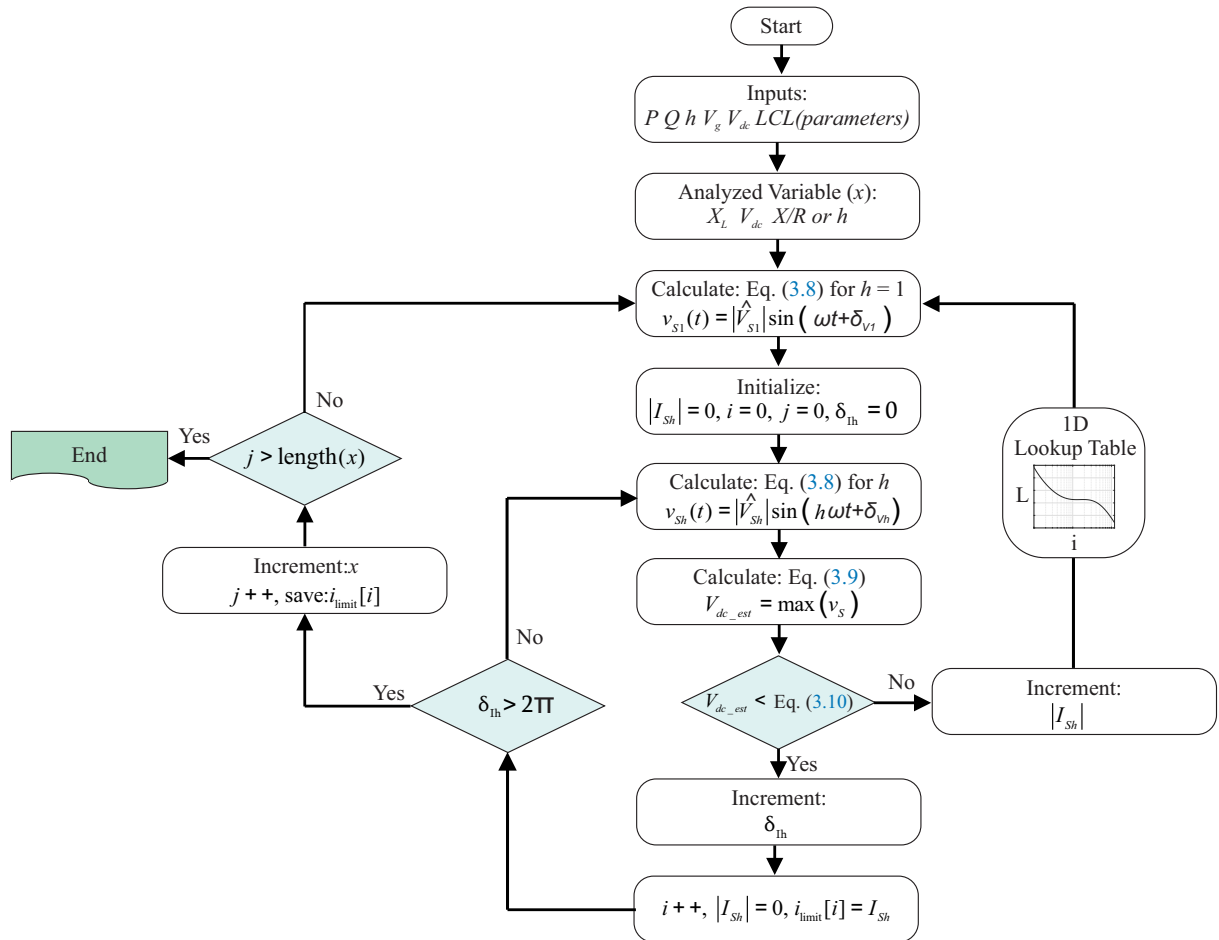 Start
Inputs:
P Q h V_g V_dc LCL(parameters)
Analyzed Variable (x):
X_L V_dc X/R or h
Calculate: Eq. (3.8) for h = 1
v_S1(t) = |V̂_S1| sin ( ωt+δ_V1 )
Initialize:
|I_Sh| = 0, i = 0, j = 0, δ_Ih = 0
Calculate: Eq. (3.8) for h
v_Sh(t) = |V̂_Sh| sin ( hωt+δ_Vh )
Calculate: Eq. (3.9)
V_dc_est = max (v_S)
V_dc_est < Eq. (3.10)
No
Yes
Increment:
|I_Sh|
1D
Lookup Table
L
i
Increment:
δ_Ih
i + +, |I_Sh| = 0, i_limit[i] = I_Sh
δ_Ih > 2π
No
Yes
Increment:x
j + +, save:i_limit[i]
j > length(x)
No
Yes
End